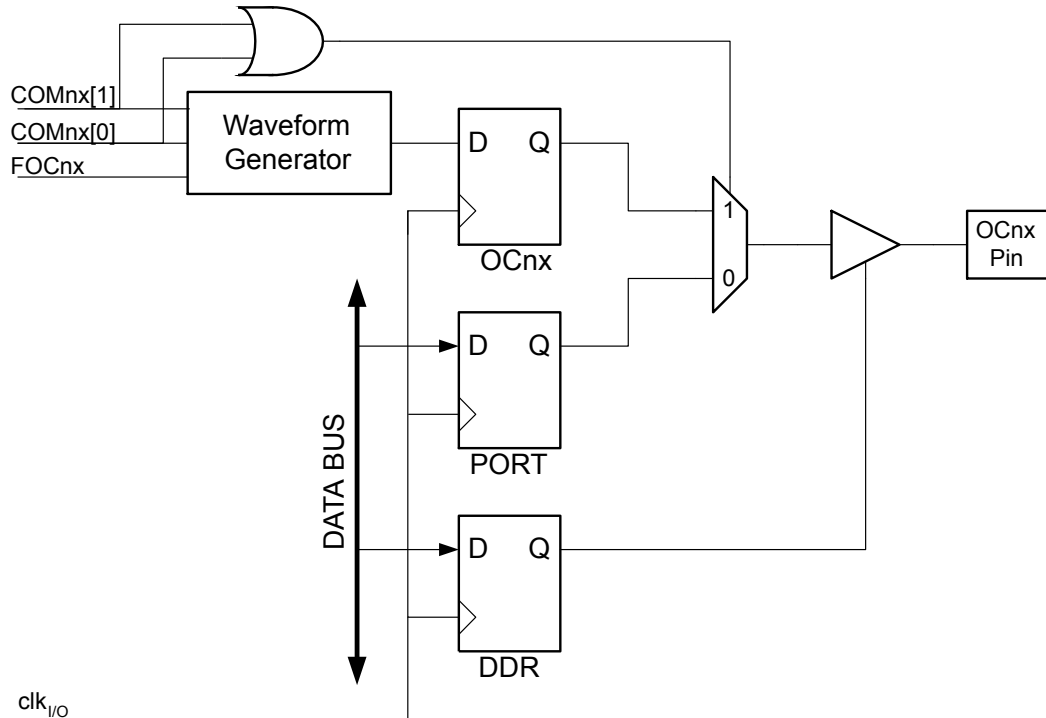 COMnx[1]
COMnx[0]
FOCnx
Waveform
Generator
D Q
OCnx
1
0
OCnx
Pin
D Q
PORT
DATA BUS
D Q
DDR
clkI/O